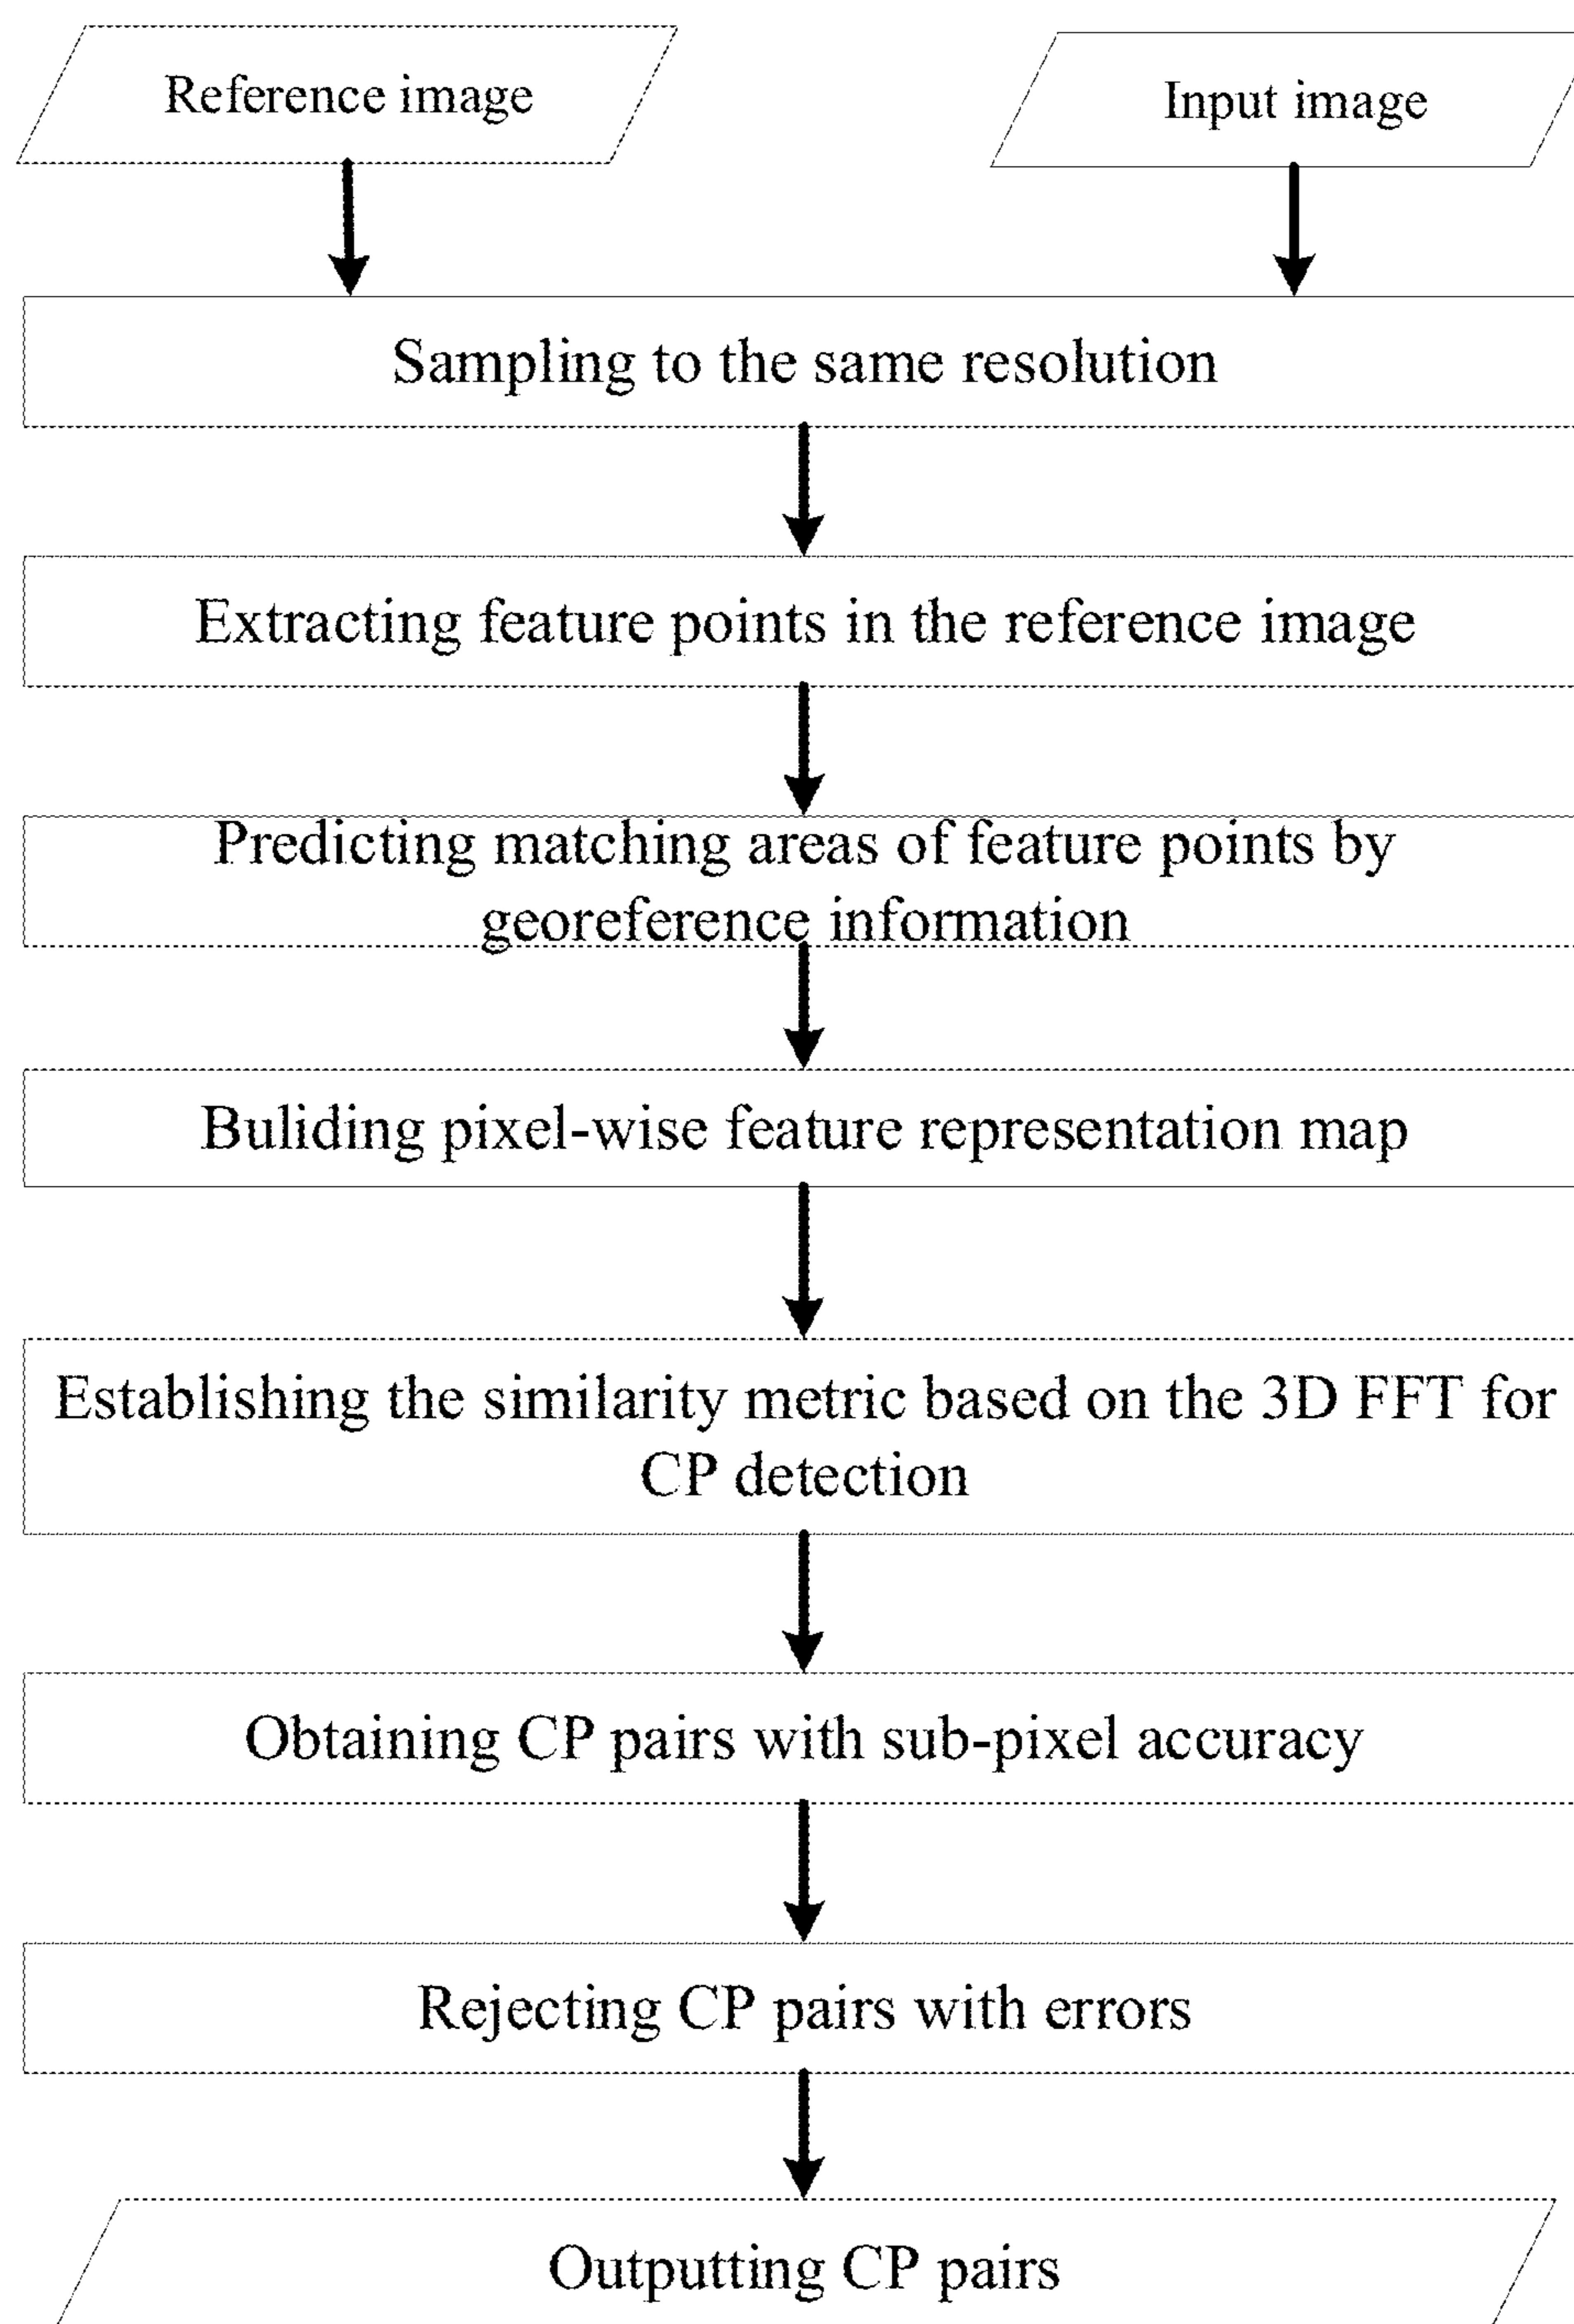 Reference image
Input image
Sampling to the same resolution
Extracting feature points in the reference image
Predicting matching areas of feature points by
georeference information
Buliding pixel-wise feature representation map
Establishing the similarity metric based on the 3D FFT for
CP detection
Obtaining CP pairs with sub-pixel accuracy
Rejecting CP pairs with errors
Outputting CP pairs